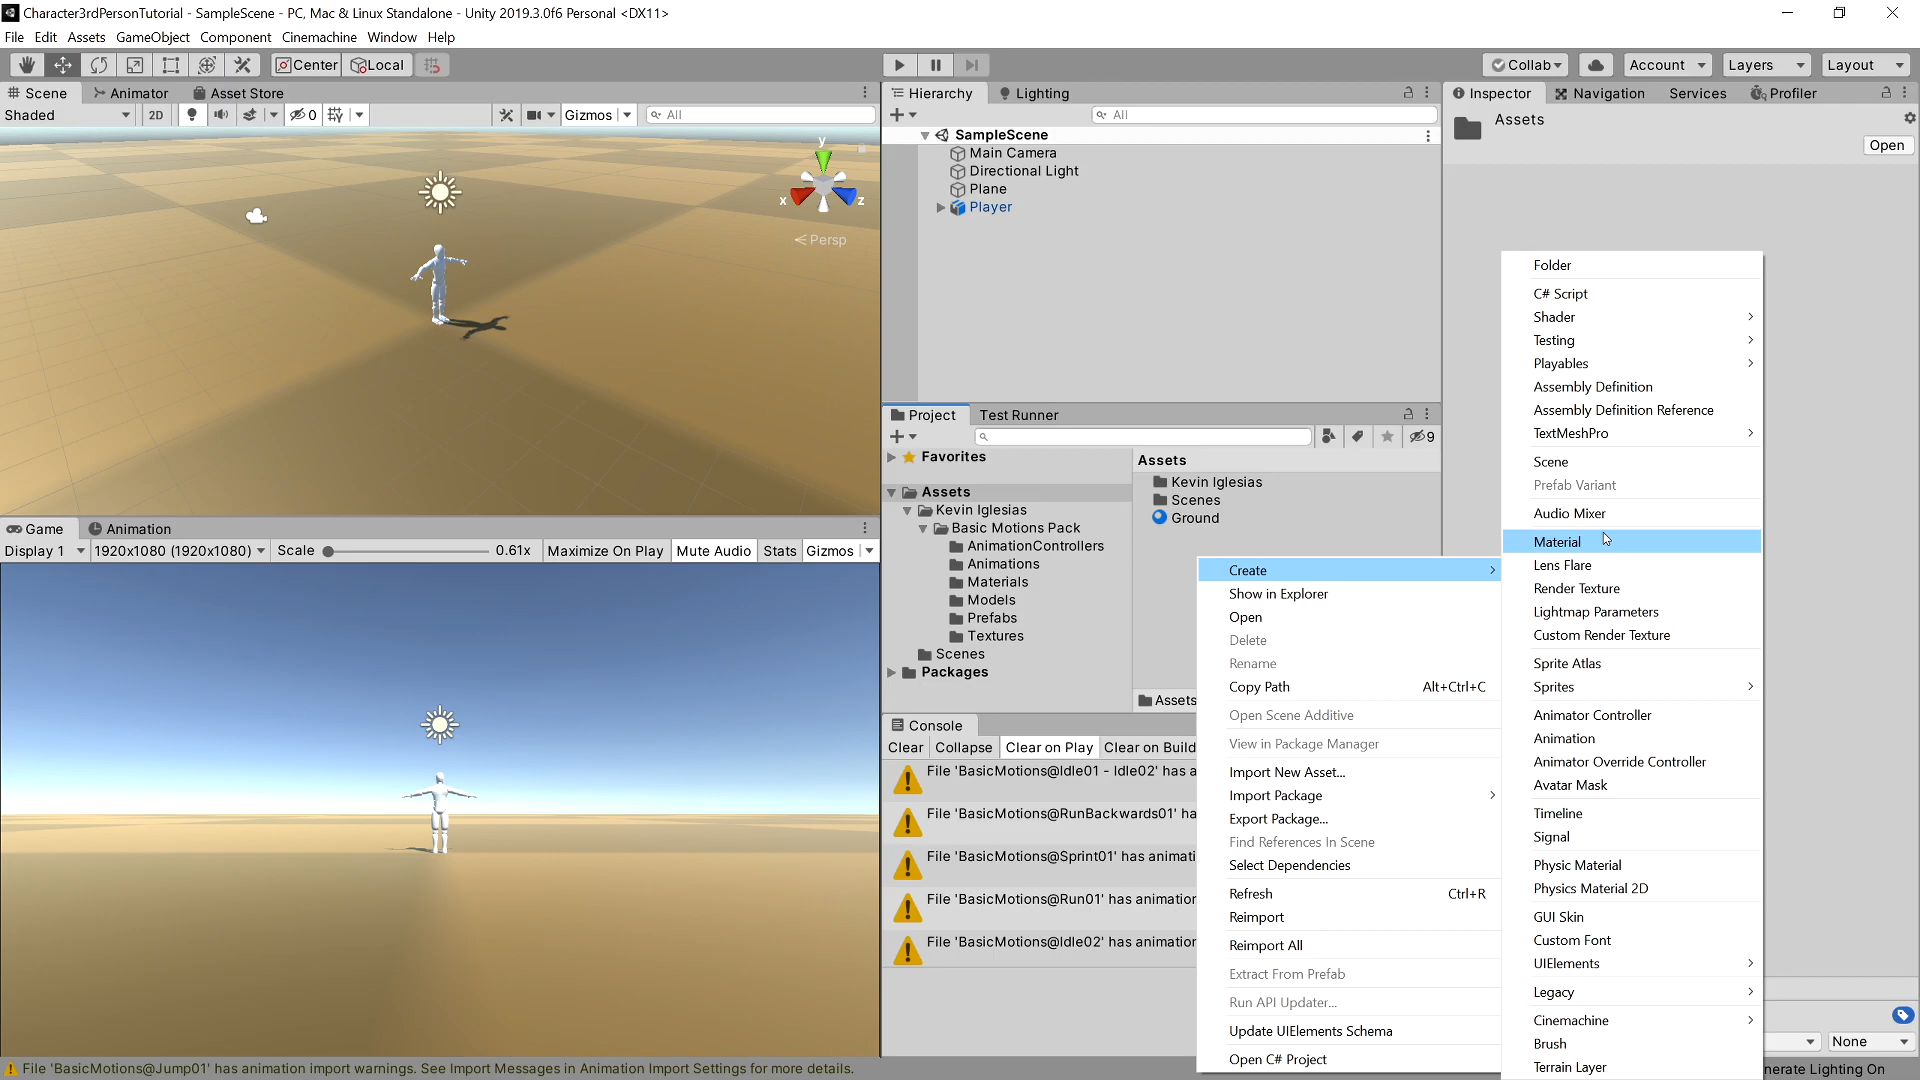 Character3rdPersonTutorial - SampleScene - PC, Mac & Linux Standalone - Unity 2019.3.0f6 Personal <DX11>
File Edit Assets GameObject Component Cinemachine Window Help
Center Local Collab Account Layers Layout
Scene Animator Asset Store
Shaded 2D 0 Gizmos All
y
x z
Persp
Game Animation
Display 1 1920x1080 (1920x1080) Scale 0.61x Maximize On Play Mute Audio Stats Gizmos
Hierarchy Lighting
All
SampleScene
Main Camera
Directional Light
Plane
Player
Project Test Runner
9
Favorites
Assets
Kevin Iglesias
Basic Motions Pack
AnimationControllers
Animations
Materials
Models
Prefabs
Textures
Scenes
Packages
Assets
Kevin Iglesias
Scenes
Ground
Assets
Console
Clear Collapse Clear on Play Clear on Build
File 'BasicMotions@Idle01 - Idle02' has a
File 'BasicMotions@RunBackwards01' ha
File 'BasicMotions@Sprint01' has animati
File 'BasicMotions@Run01' has animation
File 'BasicMotions@Idle02' has animation
Inspector Navigation Services Profiler
Assets
Open
Create
Show in Explorer
Open
Delete
Rename
Copy Path Alt+Ctrl+C
Open Scene Additive
View in Package Manager
Import New Asset...
Import Package
Export Package...
Find References In Scene
Select Dependencies
Refresh Ctrl+R
Reimport
Reimport All
Extract From Prefab
Run API Updater...
Update UIElements Schema
Open C# Project
Folder
C# Script
Shader
Testing
Playables
Assembly Definition
Assembly Definition Reference
TextMeshPro
Scene
Prefab Variant
Audio Mixer
Material
Lens Flare
Render Texture
Lightmap Parameters
Custom Render Texture
Sprite Atlas
Sprites
Animator Controller
Animation
Animator Override Controller
Avatar Mask
Timeline
Signal
Physic Material
Physics Material 2D
GUI Skin
Custom Font
UIElements
Legacy
Cinemachine
Brush
Terrain Layer
None
File 'BasicMotions@Jump01' has animation import warnings. See Import Messages in Animation Import Settings for more details.
nerate Lighting On